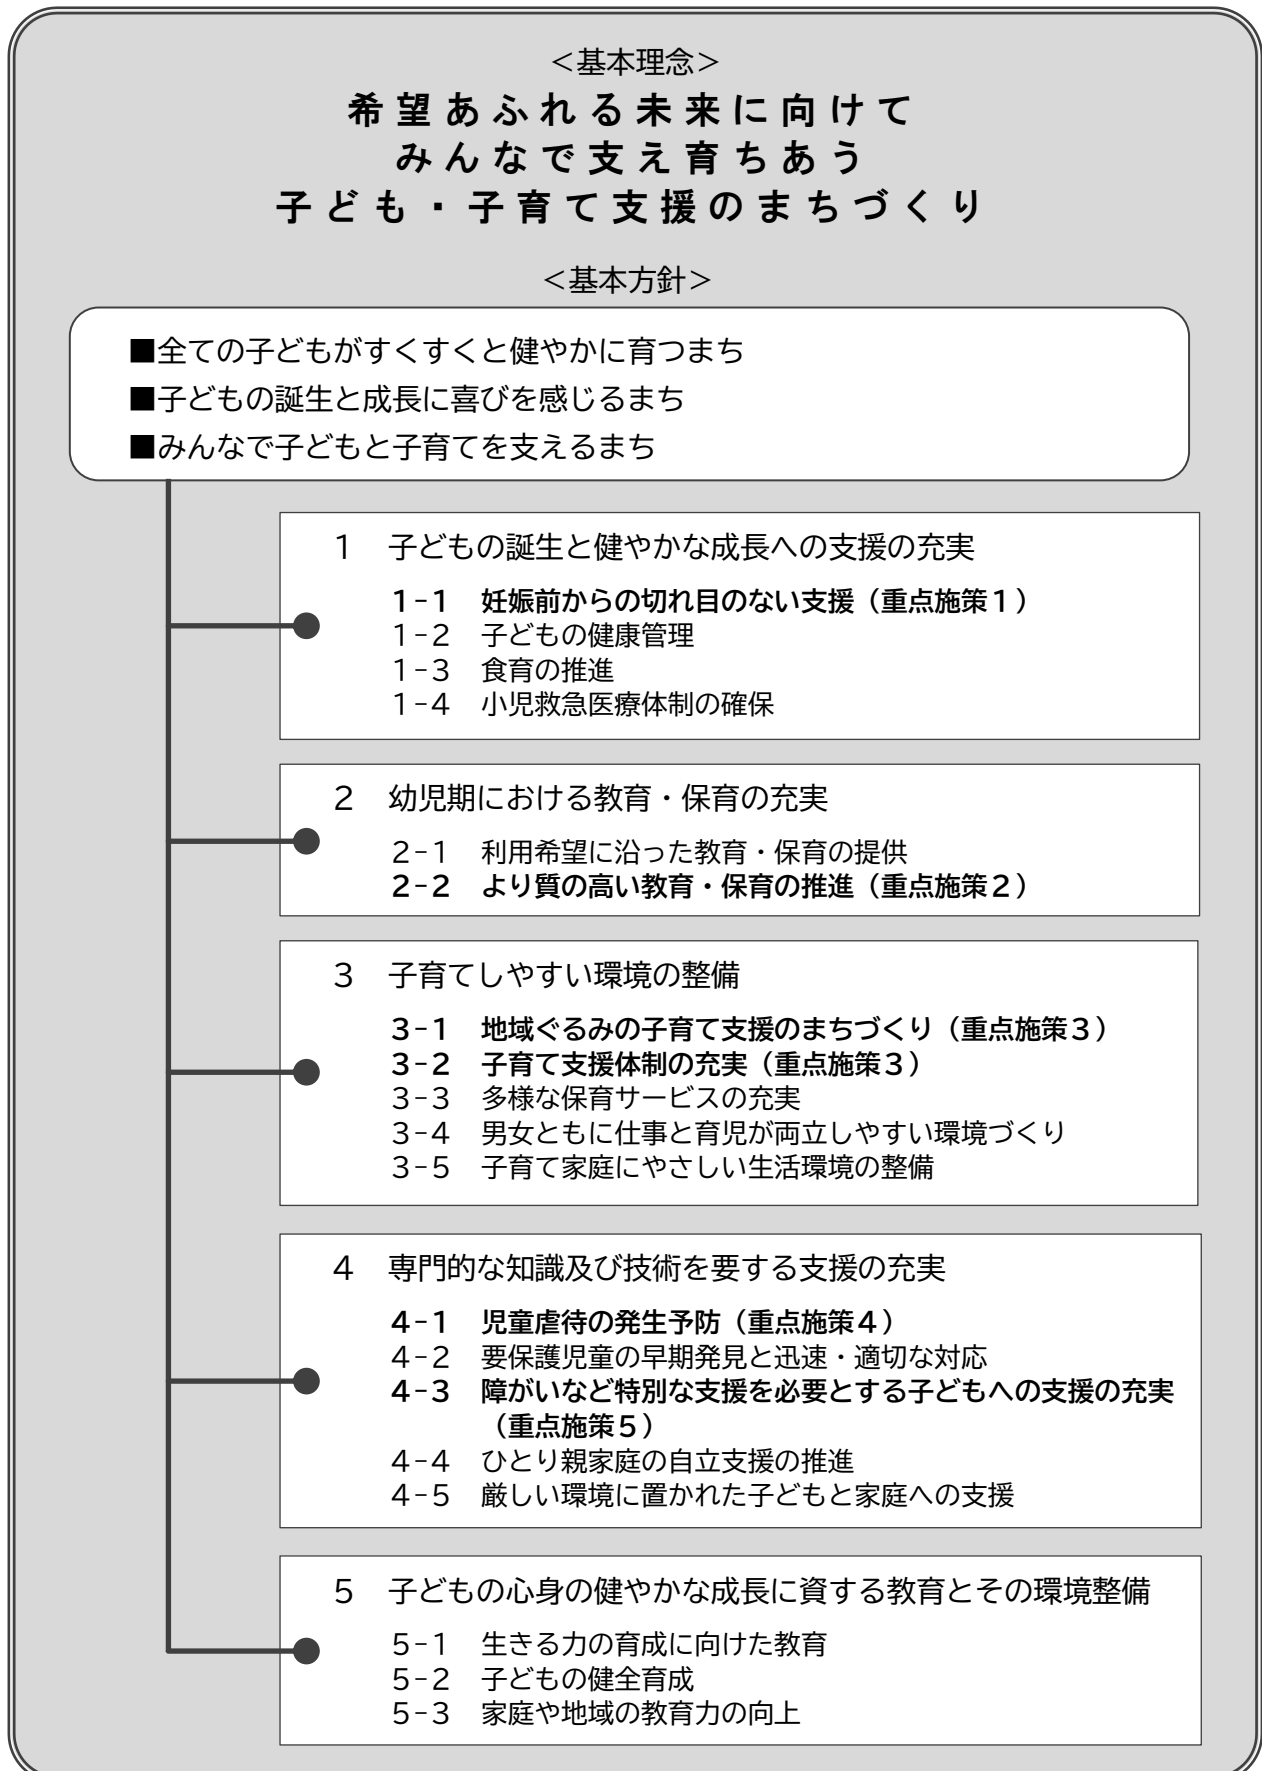 ＜基本理念＞
希望あふれる未来に向けて
みんなで支え育ちあう
子ども・子育て支援のまちづくり
＜基本方針＞
■全ての子どもがすくすくと健やかに育つまち
■子どもの誕生と成長に喜びを感じるまち
■みんなで子どもと子育てを支えるまち
１　子どもの誕生と健やかな成長への支援の充実
１-１　妊娠前からの切れ目のない支援（重点施策１）
１-２　子どもの健康管理
１-３　食育の推進
１-４　小児救急医療体制の確保
２　幼児期における教育・保育の充実
２-１　利用希望に沿った教育・保育の提供
２-２　より質の高い教育・保育の推進（重点施策２）
３　子育てしやすい環境の整備
３-１　地域ぐるみの子育て支援のまちづくり（重点施策３）
３-２　子育て支援体制の充実（重点施策３）
３-３　多様な保育サービスの充実
３-４　男女ともに仕事と育児が両立しやすい環境づくり
３-５　子育て家庭にやさしい生活環境の整備
４　専門的な知識及び技術を要する支援の充実
４-１　児童虐待の発生予防（重点施策４）
４-２　要保護児童の早期発見と迅速・適切な対応
４-３　障がいなど特別な支援を必要とする子どもへの支援の充実
（重点施策５）
４-４　ひとり親家庭の自立支援の推進
４-５　厳しい環境に置かれた子どもと家庭への支援
５　子どもの心身の健やかな成長に資する教育とその環境整備
５-１　生きる力の育成に向けた教育
５-２　子どもの健全育成
５-３　家庭や地域の教育力の向上